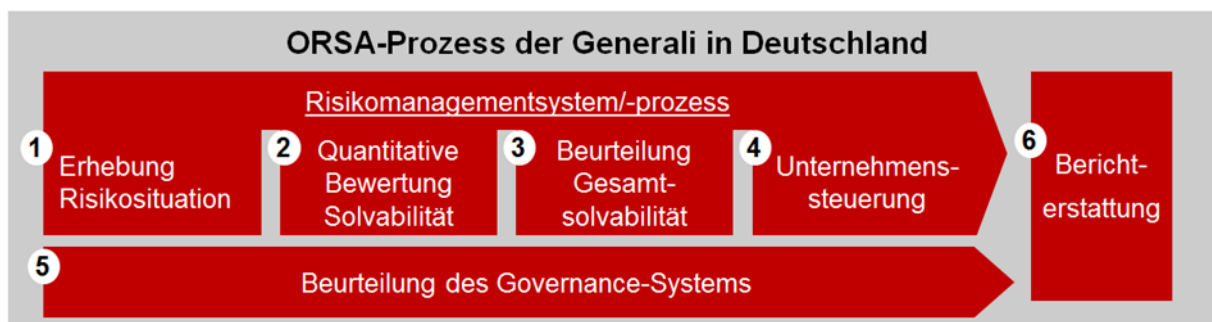 ORSA-Prozess der Generali in Deutschland
Risikomanagementsystem/-prozess
1
Erhebung
Risikosituation
2
Quantitative
Bewertung
Solvabilität
3
Beurteilung
Gesamt-
solvabilität
4
Unternehmens-
steuerung
5
Beurteilung des Governance-Systems
6
Bericht-
erstattung